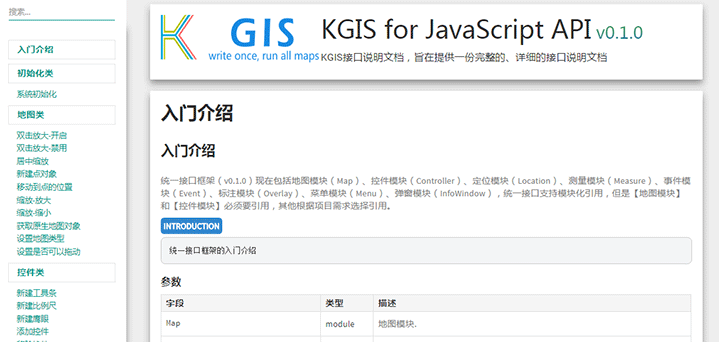 搜索...
入门介绍
初始化类
系统初始化
地图类
双击放大-开启
双击放大-禁用
居中缩放
新建点对象
移动到点的位置
缩放-放大
缩放-缩小
获取原生地图对象
设置地图类型
设置是否可以拖动
控件类
新建工具条
新建比例尺
新建鹰眼
添加控件
K GIS
write once, run all maps
KGIS for JavaScript API v0.1.0
KGIS接口说明文档，旨在提供一份完整的、详细的接口说明文档
入门介绍
入门介绍
统一接口框架（v0.1.0）现在包括地图模块（Map）、控件模块（Controller）、定位模块（Location）、测量模块（Measure）、事件模
块（Event）、标注模块（Overlay）、菜单模块（Menu）、弹窗模块（InfoWindow），统一接口支持模块化引用，但是【地图模块】
和【控件模块】必须要引用，其他根据项目需求选择引用。
INTRODUCTION
统一接口框架的入门介绍
参数
字段 类型 描述
Map module 地图模块.